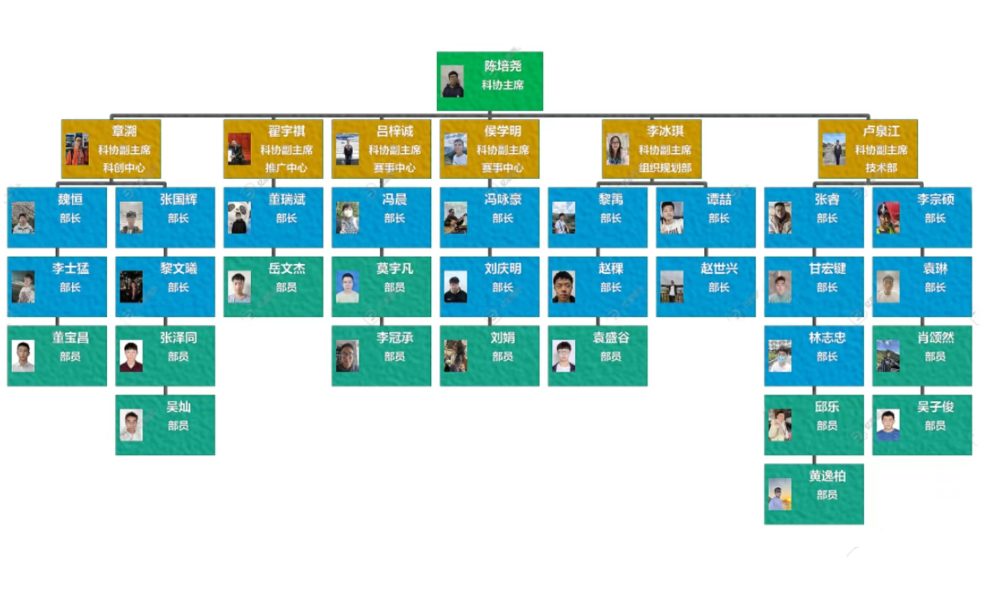 陈培尧
科协主席
章溯
科协副主席
科创中心
翟宇祺
科协副主席
推广中心
吕梓诚
科协副主席
赛事中心
侯学明
科协副主席
赛事中心
李冰琪
科协副主席
组织规划部
卢泉江
科协副主席
技术部
魏恒
部长
张国辉
部长
董瑞斌
部长
冯晨
部长
冯咏豪
部长
黎禹
部长
谭喆
部长
张睿
部长
李宗硕
部长
李士猛
部长
黎文曦
部长
岳文杰
部员
莫宇凡
部员
刘庆明
部长
赵稞
部长
赵世兴
部长
甘宏键
部长
袁琳
部长
董宝昌
部员
张泽同
部员
李冠承
部员
刘娟
部员
袁盛谷
部员
林志忠
部长
肖颂然
部员
吴灿
部员
邱乐
部员
吴子俊
部员
黄逸柏
部员